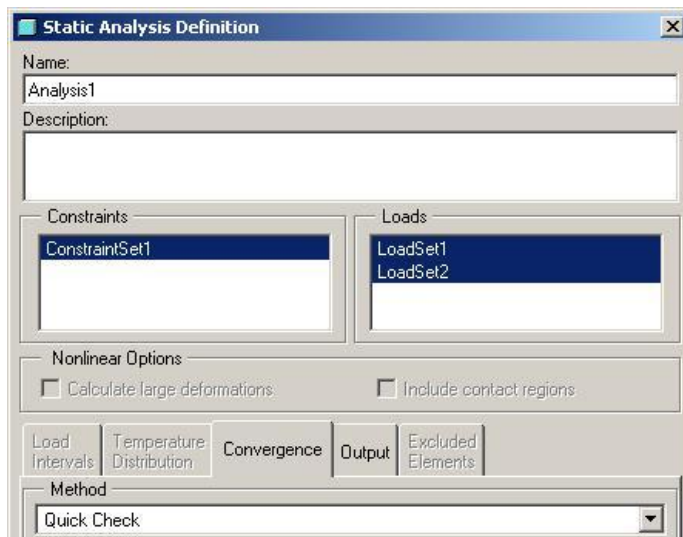 Static Analysis Definition
Name:
Analysis1
Description:
Constraints
Loads
ConstraintSet1
LoadSet1
LoadSet2
Nonlinear Options
Calculate large deformations
Include contact regions
Load Intervals
Temperature Distribution
Convergence
Output
Excluded Elements
Method
Quick Check